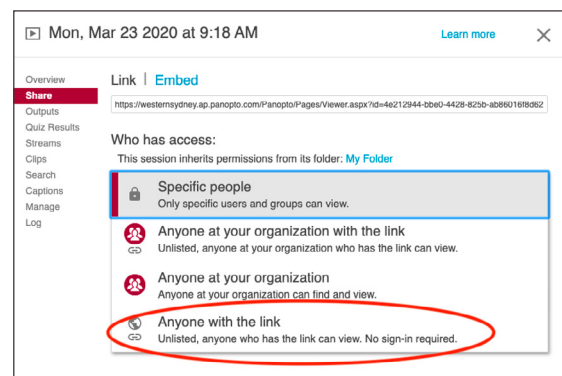 Mon, Mar 23 2020 at 9:18 AM
Learn more
Overview
Share
Outputs
Quiz Results
Streams
Clips
Search
Captions
Manage
Log
Link | Embed
https://westernsydney.ap.panopto.com/Panopto/Pages/Viewer.aspx?id=4e212944-bbe0-4428-825b-ab86016f8d62
Who has access:
This session inherits permissions from its folder: My Folder
Specific people
Only specific users and groups can view.
Anyone at your organization with the link
Unlisted, anyone at your organization who has the link can view.
Anyone at your organization
Anyone at your organization can find and view.
Anyone with the link
Unlisted, anyone who has the link can view. No sign-in required.